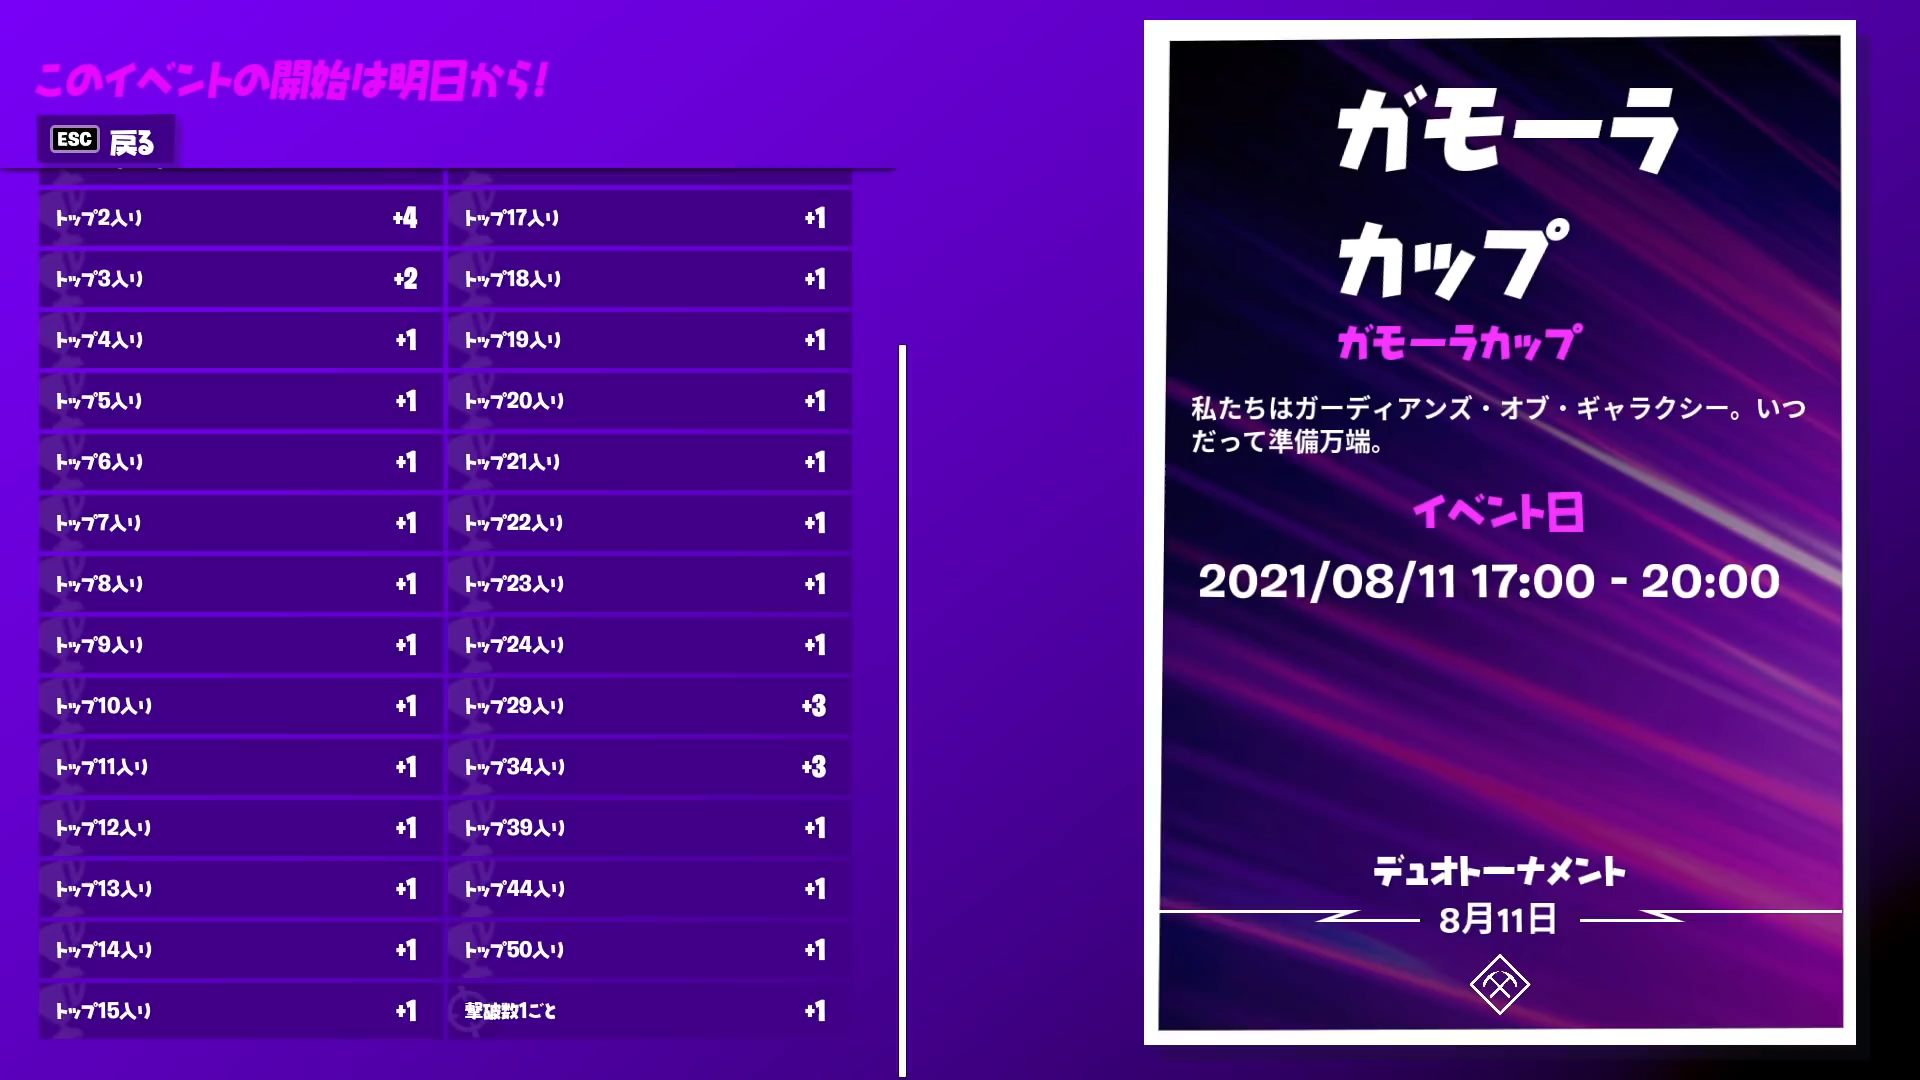 このイベントの開始は明日から!
ESC 戻る
トップ2入り +4
トップ3入り +2
トップ4入り +1
トップ5入り +1
トップ6入り +1
トップ7入り +1
トップ8入り +1
トップ9入り +1
トップ10入り +1
トップ11入り +1
トップ12入り +1
トップ13入り +1
トップ14入り +1
トップ15入り +1
トップ17入り +1
トップ18入り +1
トップ19入り +1
トップ20入り +1
トップ21入り +1
トップ22入り +1
トップ23入り +1
トップ24入り +1
トップ29入り +3
トップ34入り +3
トップ39入り +1
トップ44入り +1
トップ50入り +1
撃破数1ごと +1
ガモーラ
カップ
ガモーラカップ
私たちはガーディアンズ・オブ・ギャラクシー。いつ
だって準備万端。
イベント日
2021/08/11 17:00 - 20:00
デュオトーナメント
8月11日